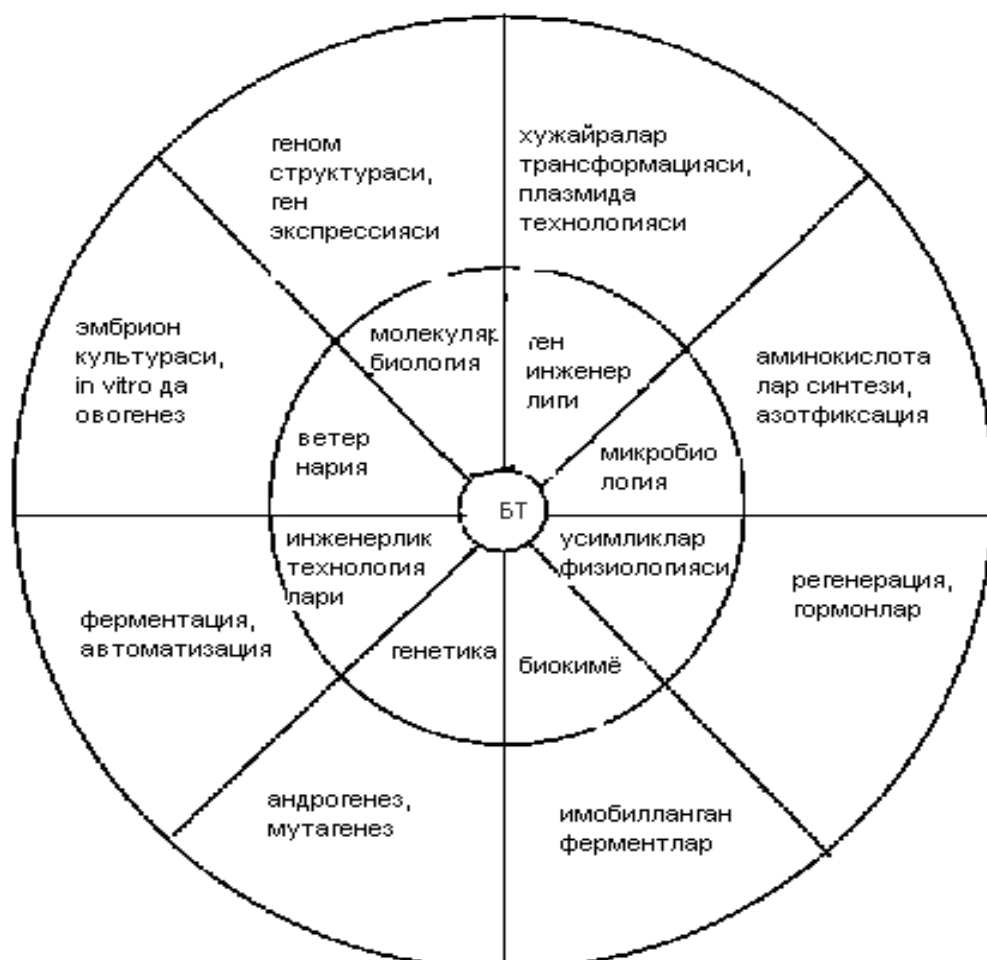 геном
структураси,
ген
экспрессияси
хужайралар
трансформацияси,
плазмида
технологияси
эмбрион
культураси,
in vitro да
овогенез
молекуляр
биология
ген
инженер
лиги
аминокислота
лар синтези,
азотфиксация
ветер
нария
микробио
логия
БТ
инженерлик
технология
лари
усимликлар
физиологияси
регенерация,
гормонлар
ферментация,
автоматизация
генетика
биокимё
андрогенез,
мутагенез
имобилланган
ферментлар